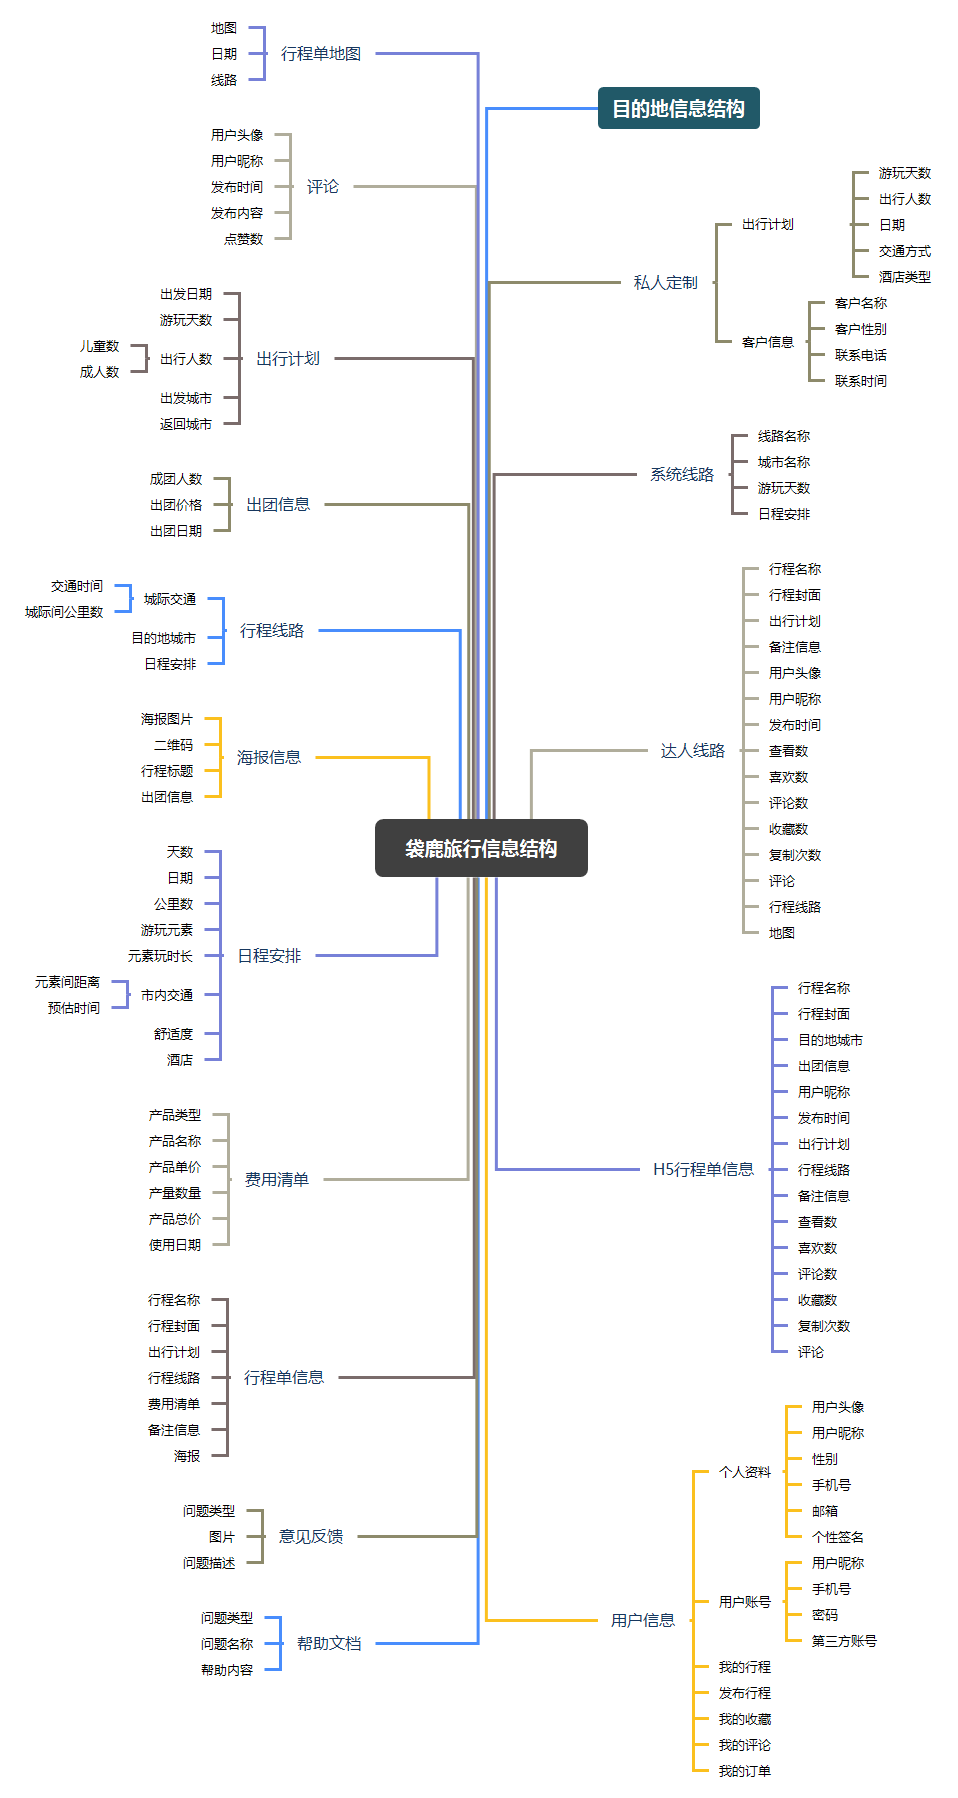 袋鹿旅行信息结构
目的地信息结构
私人定制
出行计划
游玩天数
出行人数
日期
交通方式
酒店类型
客户信息
客户名称
客户性别
联系电话
联系时间
系统线路
线路名称
城市名称
游玩天数
日程安排
达人线路
行程名称
行程封面
出行计划
备注信息
用户头像
用户昵称
发布时间
查看数
喜欢数
评论数
收藏数
复制次数
评论
行程线路
地图
H5行程单信息
行程名称
行程封面
目的地城市
出团信息
用户昵称
发布时间
出行计划
行程线路
备注信息
查看数
喜欢数
评论数
收藏数
复制次数
评论
用户信息
个人资料
用户头像
用户昵称
性别
手机号
邮箱
个性签名
用户账号
用户昵称
手机号
密码
第三方账号
我的行程
发布行程
我的收藏
我的评论
我的订单
行程单地图
地图
日期
线路
评论
用户头像
用户昵称
发布时间
发布内容
点赞数
出行计划
出发日期
游玩天数
出行人数
儿童数
成人数
出发城市
返回城市
出团信息
成团人数
出团价格
出团日期
行程线路
城际交通
交通时间
城际间公里数
目的地城市
日程安排
海报信息
海报图片
二维码
行程标题
出团信息
日程安排
天数
日期
公里数
游玩元素
元素玩时长
市内交通
元素间距离
预估时间
舒适度
酒店
费用清单
产品类型
产品名称
产品单价
产量数量
产品总价
使用日期
行程单信息
行程名称
行程封面
出行计划
行程线路
费用清单
备注信息
海报
意见反馈
问题类型
图片
问题描述
帮助文档
问题类型
问题名称
帮助内容